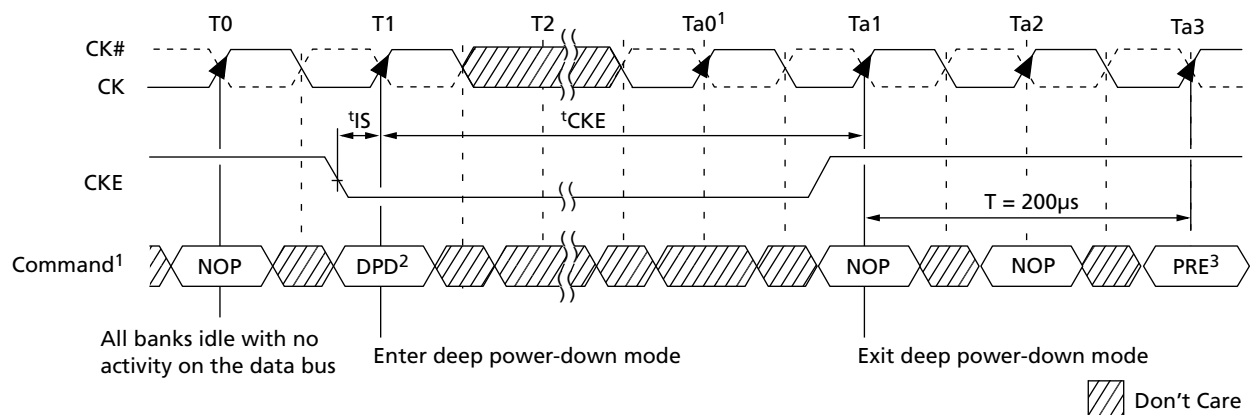 T0 T1 T2 Ta0¹ Ta1 Ta2 Ta3
CK#
CK
tIS tCKE
CKE
T = 200μs
Command¹ NOP DPD² NOP NOP PRE³
All banks idle with no
activity on the data bus
Enter deep power-down mode
Exit deep power-down mode
Don't Care